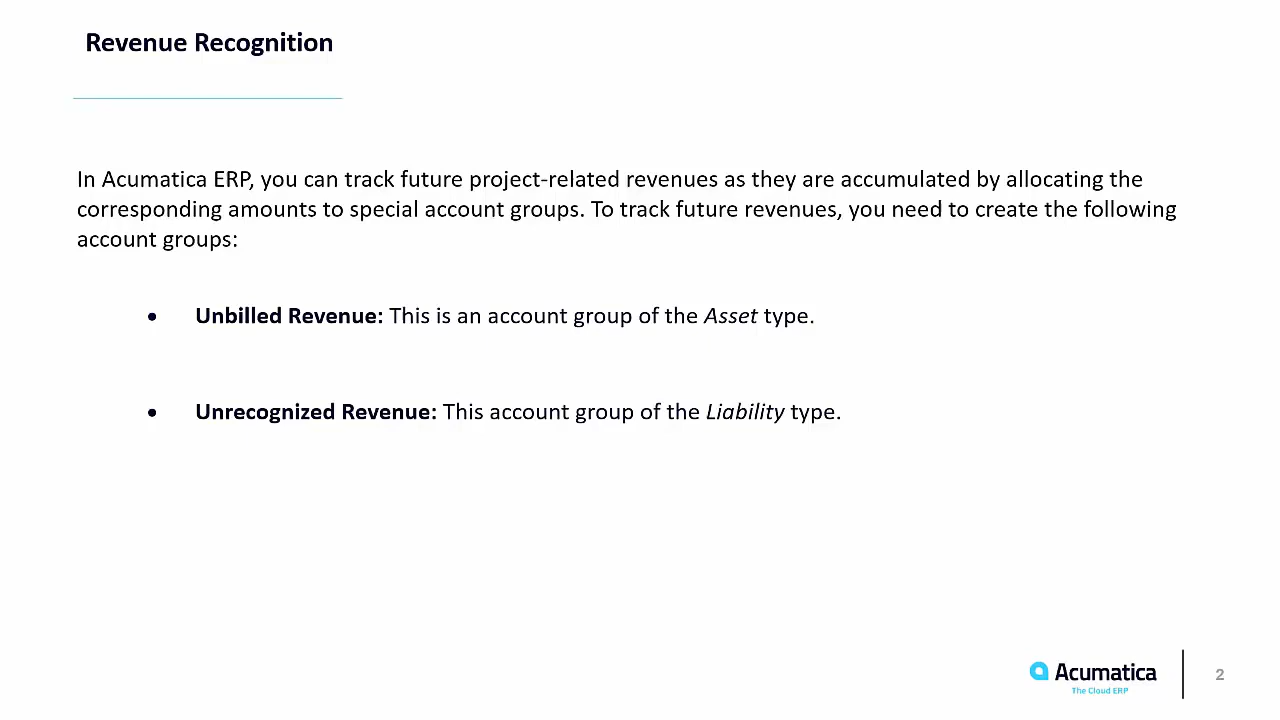 Revenue Recognition
In Acumatica ERP, you can track future project-related revenues as they are accumulated by allocating the
corresponding amounts to special account groups. To track future revenues, you need to create the following
account groups:
• Unbilled Revenue: This is an account group of the Asset type.
• Unrecognized Revenue: This account group of the Liability type.
Acumatica
The Cloud ERP
2